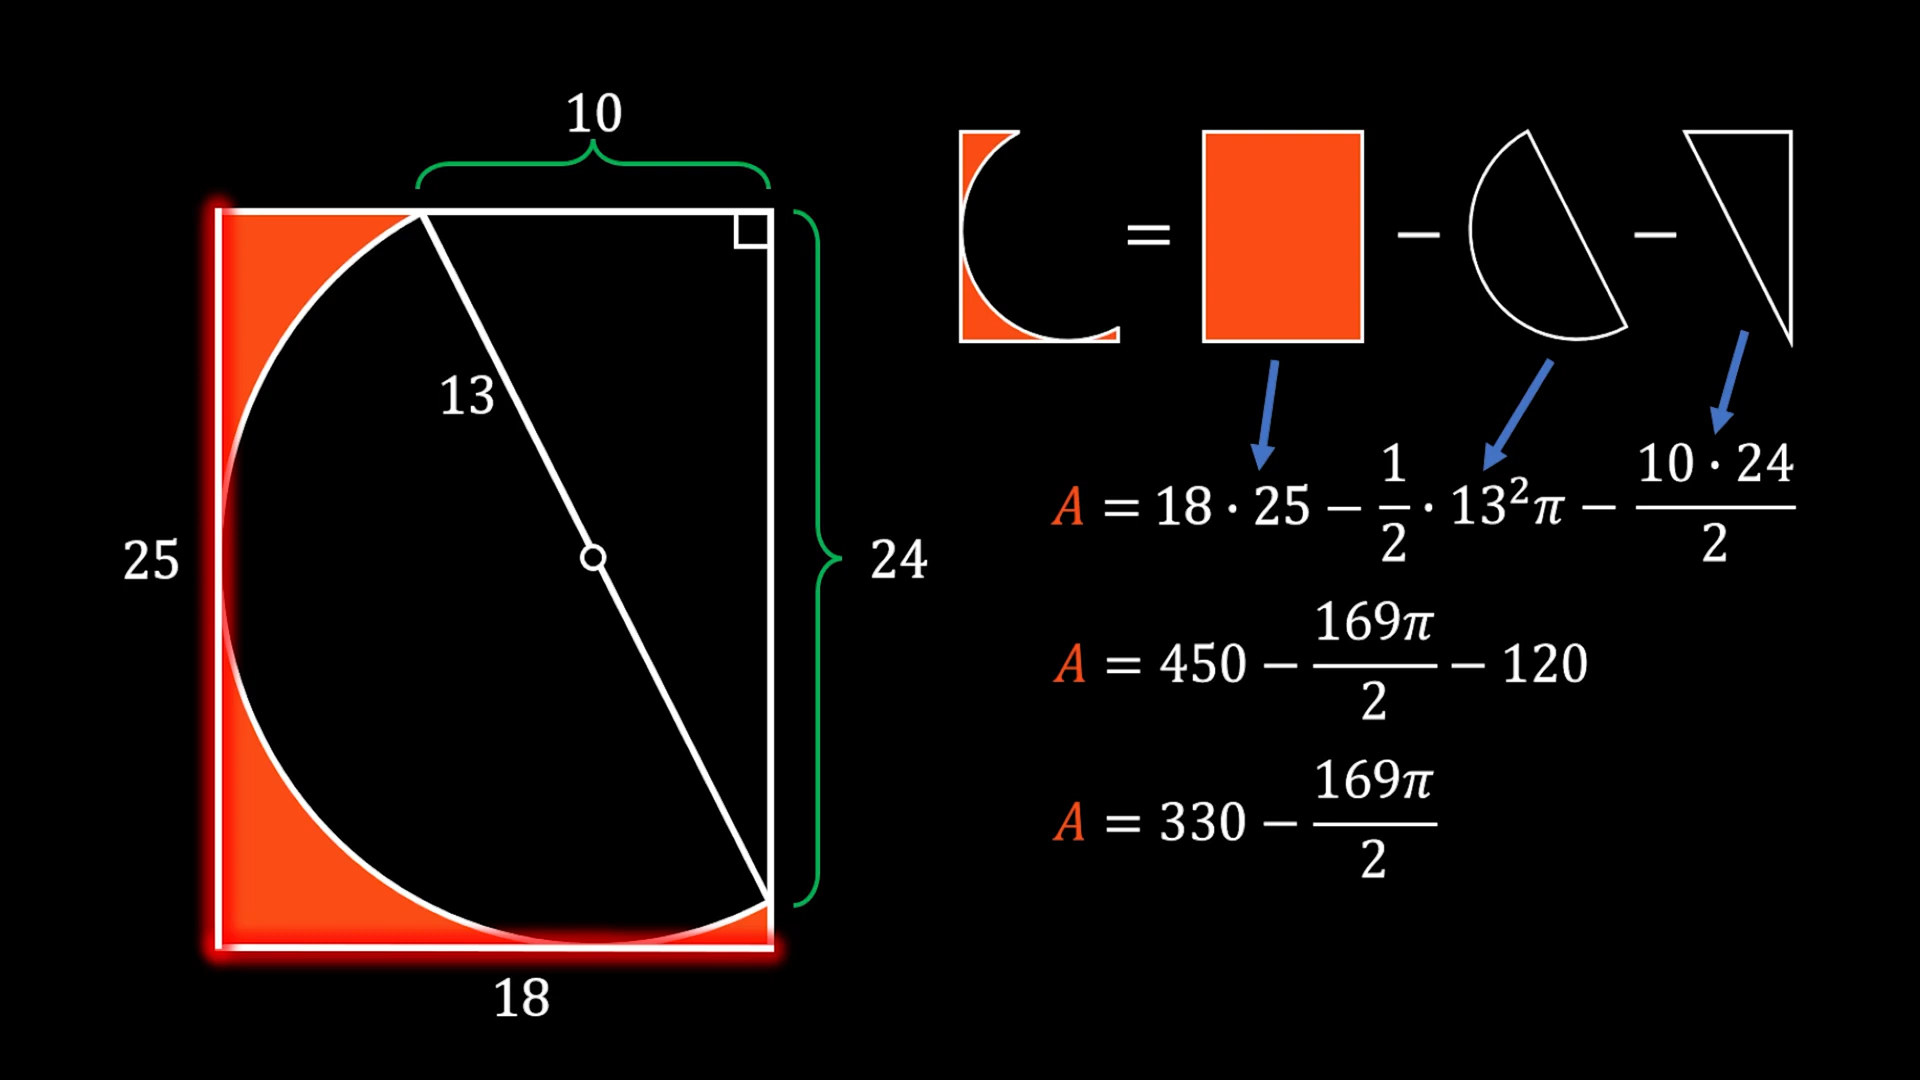 10
13
25
24
18
=
−
−
A = 18 · 25 − 1/2 · 13²π − 10 · 24/2
A = 450 − 169π/2 − 120
A = 330 − 169π/2